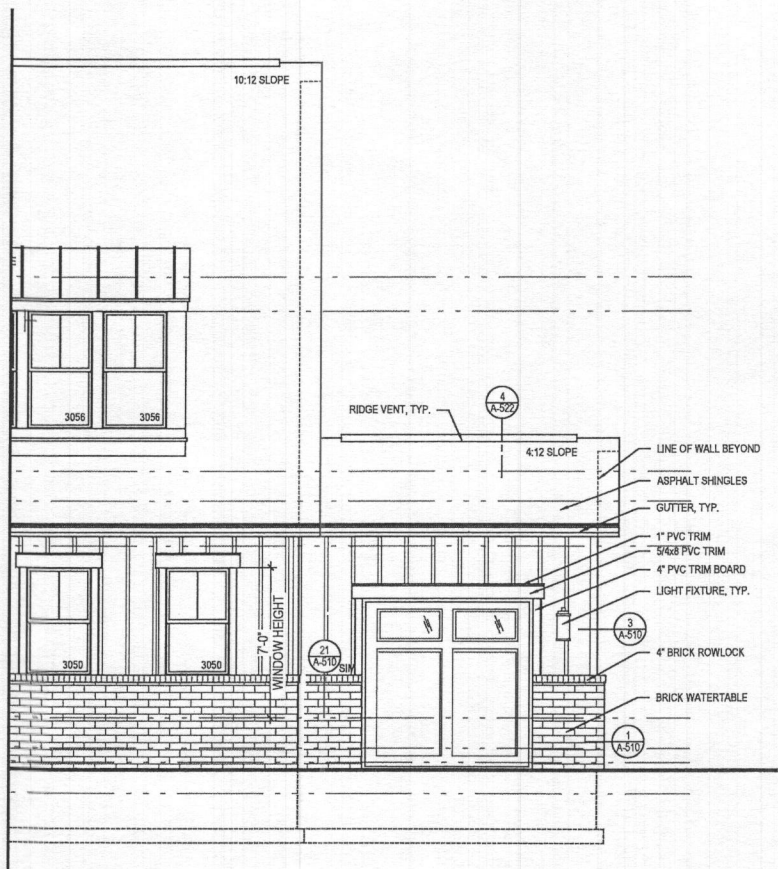 10:12 SLOPE
3056
3056
RIDGE VENT, TYP.
4
A-522
4:12 SLOPE
LINE OF WALL BEYOND
ASPHALT SHINGLES
GUTTER, TYP.
1" PVC TRIM
5/4x8 PVC TRIM
4" PVC TRIM BOARD
LIGHT FIXTURE, TYP.
3
A-510
7'-0"
WINDOW HEIGHT
21
A-510
SIM
3050
3050
4" BRICK ROWLOCK
BRICK WATERTABLE
1
A-510